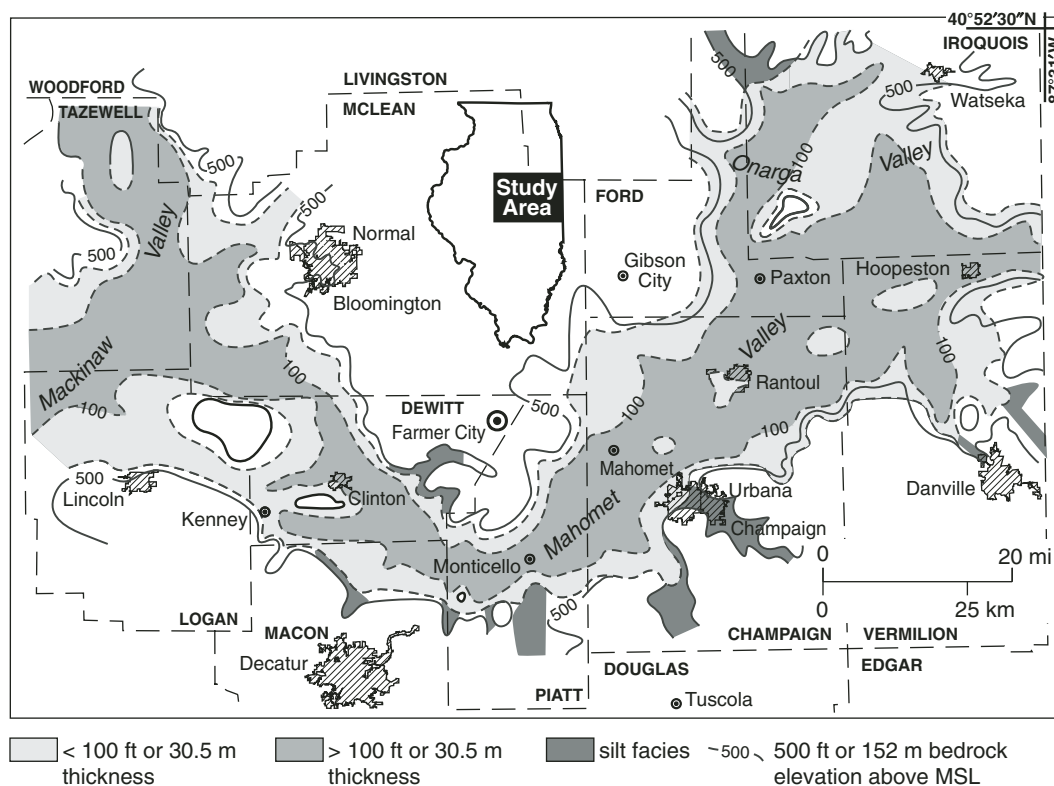 40°52'30"N
87°31'W
IROQUOIS
WOODFORD
TAZEWELL
LIVINGSTON
MCLEAN
500
500
Watseka
Onarga
Valley
100
500
500
500
Study
Area
FORD
Valley
Normal
Bloomington
Gibson
City
Paxton
Hoopeston
Mackinaw
100
100
Valley
Rantoul
100
100
DEWITT
Farmer City
500
100
Mahomet
500
Lincoln
Clinton
Kenney
Urbana
Champaign
Danville
Mahomet
Monticello
500
0
20 mi
0
25 km
LOGAN
MACON
Decatur
CHAMPAIGN
VERMILION
DOUGLAS
EDGAR
PIATT
Tuscola
< 100 ft or 30.5 m
thickness
> 100 ft or 30.5 m
thickness
silt facies
500
500 ft or 152 m bedrock
elevation above MSL